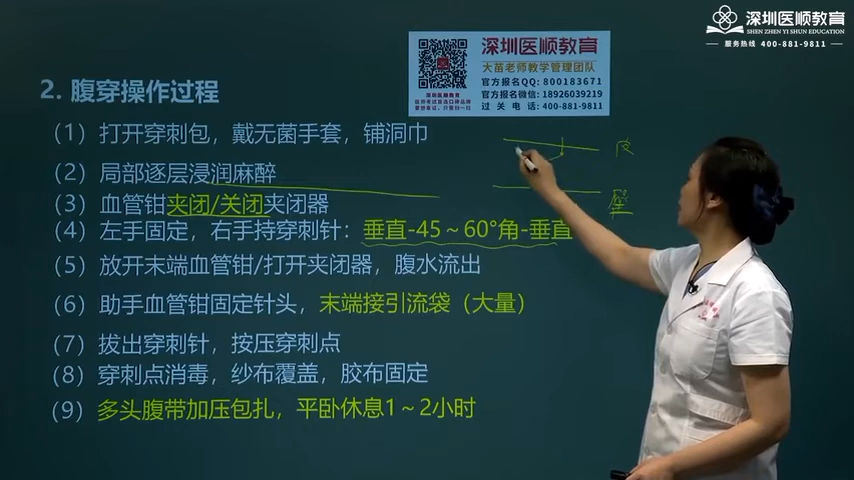 深圳医顺教育
SHEN ZHEN YI SHUN EDUCATION
服务热线 400-881-9811
深圳医顺教育
大苗老师教学管理团队
官方报名QQ: 800183671
官方报名微信: 18926039219
过关电话: 400-881-9811
深圳医顺教育
2. 腹穿操作过程
（1）打开穿刺包，戴无菌手套，铺洞巾
（2）局部逐层浸润麻醉
（3）血管钳夹闭/关闭夹闭器
（4）左手固定，右手持穿刺针：垂直-45～60°角-垂直
（5）放开末端血管钳/打开夹闭器，腹水流出
（6）助手血管钳固定针头，末端接引流袋（大量）
（7）拔出穿刺针，按压穿刺点
（8）穿刺点消毒，纱布覆盖，胶布固定
（9）多头腹带加压包扎，平卧休息1～2小时
皮
壁